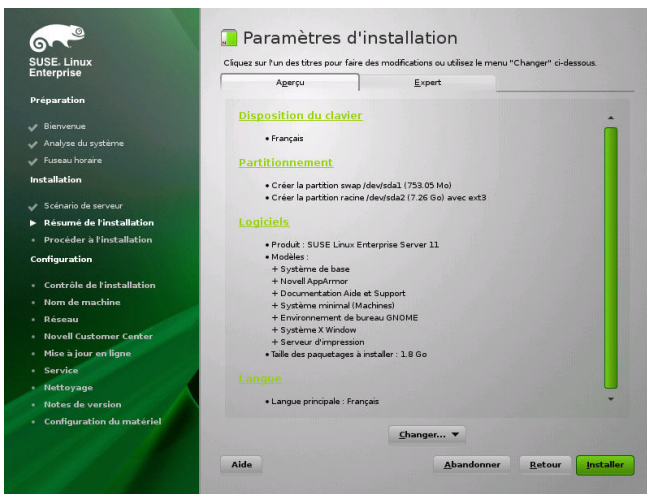 SUSE. Linux
Enterprise
Préparation
Bienvenue
Analyse du système
Fuseau horaire
Installation
Scénario de serveur
Résumé de l'installation
Procéder à l'installation
Configuration
Contrôle de l'installation
Nom de machine
Réseau
Novell Customer Center
Mise à jour en ligne
Service
Nettoyage
Notes de version
Configuration du matériel
Paramètres d'installation
Cliquez sur l'un des titres pour faire des modifications ou utilisez le menu "Changer" ci-dessous.
Aperçu
Expert
Disposition du clavier
• Français
Partitionnement
• Créer la partition swap /dev/sda1 (753.05 Mo)
• Créer la partition racine /dev/sda2 (7.26 Go) avec ext3
Logiciels
• Produit : SUSE Linux Enterprise Server 11
• Modèles :
+ Système de base
+ Novell AppArmor
+ Documentation Aide et Support
+ Système minimal (Machines)
+ Environnement de bureau GNOME
+ Système X Window
+ Serveur d'impression
• Taille des paquetages à installer : 1.8 Go
Langue
• Langue principale : Français
Changer...
Aide
Abandonner
Retour
Installer